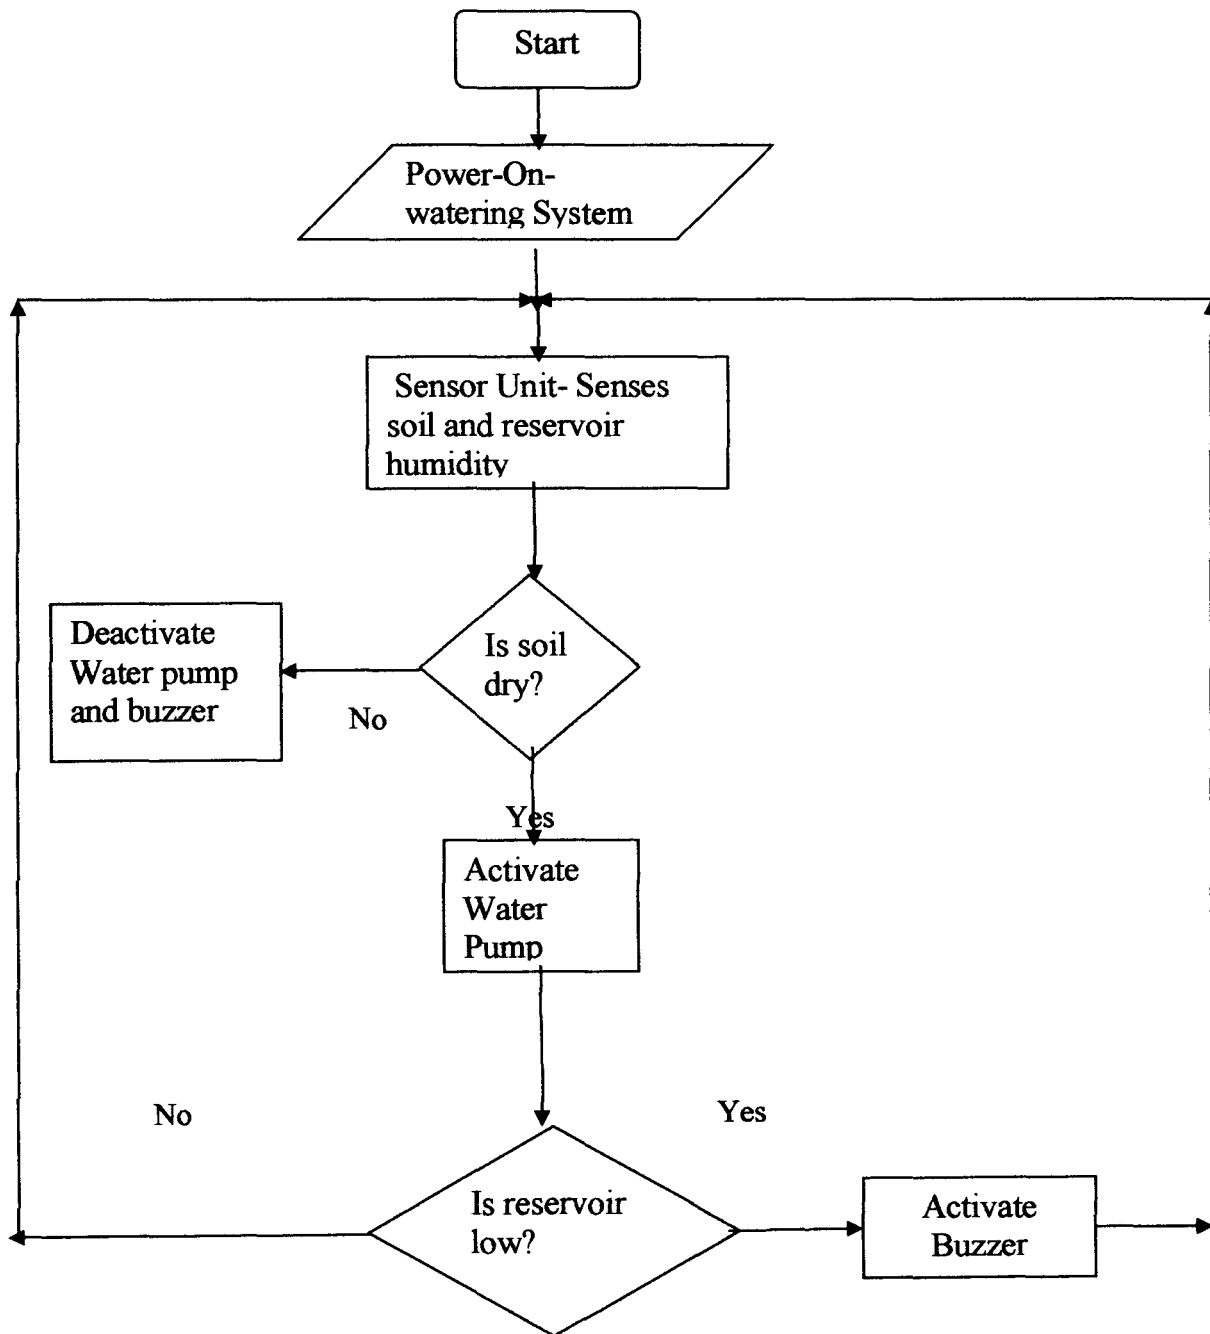 Start
Power-On-
watering System
Sensor Unit- Senses
soil and reservoir
humidity
Is soil
dry?
Deactivate
Water pump
and buzzer
No
Yes
Activate
Water
Pump
No
Yes
Is reservoir
low?
Activate
Buzzer